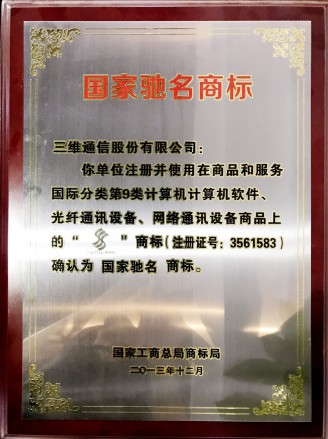 国家驰名商标
三维通信股份有限公司：
你单位注册并使用在商品和服务
国际分类第9类计算机计算机软件、
光纤通讯设备、网络通讯设备商品上
的“ ”商标（注册证号：3561583）
确认为 国家驰名 商标。
国家工商总局商标局
二〇一三年十二月